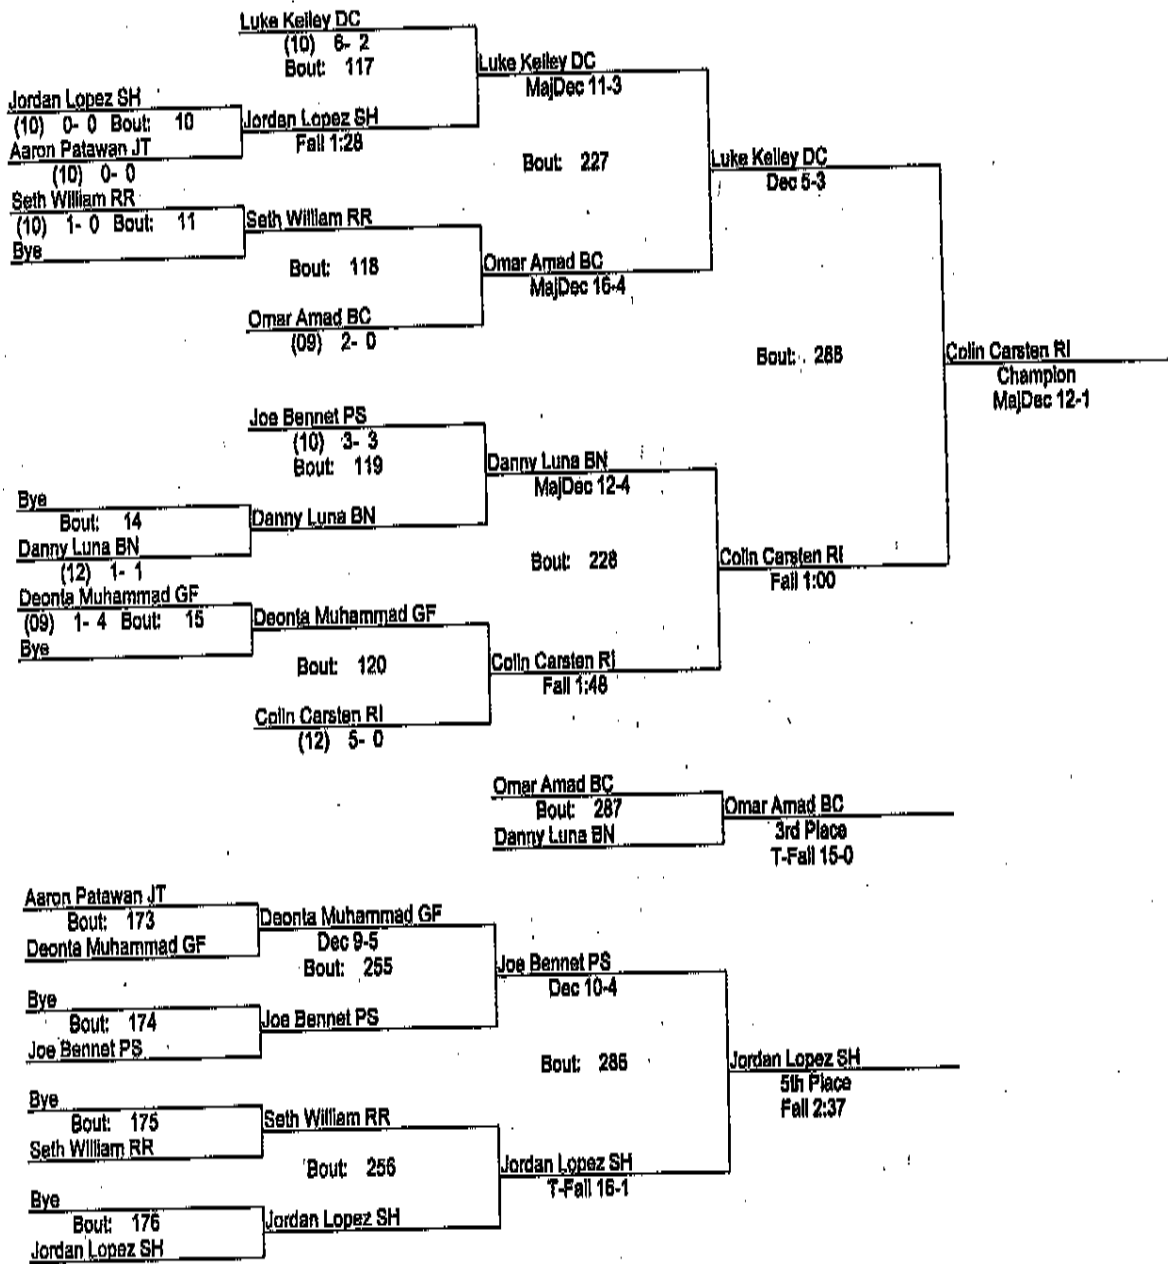 Luke Kelley DC
(10) 6- 2
Bout: 117
Luke Kelley DC
MajDec 11-3
Jordan Lopez SH
(10) 0- 0 Bout: 10
Jordan Lopez SH
Fall 1:28
Aaron Patawan JT
(10) 0- 0
Bout: 227
Luke Kelley DC
Dec 5-3
Seth William RR
(10) 1- 0 Bout: 11
Seth William RR
Bye
Bout: 118
Omar Amad BC
MajDec 16-4
Omar Amad BC
(09) 2- 0
Bout: 288
Colin Carsten RI
Champion
MajDec 12-1
Joe Bennet PS
(10) 3- 3
Bout: 119
Danny Luna BN
MajDec 12-4
Bye
Bout: 14
Danny Luna BN
Danny Luna BN
(12) 1- 1
Bout: 228
Colin Carsten RI
Fall 1:00
Deonta Muhammad GF
(09) 1- 4 Bout: 15
Deonta Muhammad GF
Bye
Bout: 120
Colin Carsten RI
Fall 1:48
Colin Carsten RI
(12) 5- 0
Omar Amad BC
Bout: 287
Omar Amad BC
3rd Place
T-Fall 15-0
Danny Luna BN
Aaron Patawan JT
Bout: 173
Deonta Muhammad GF
Dec 9-5
Deonta Muhammad GF
Bout: 255
Joe Bennet PS
Dec 10-4
Bye
Bout: 174
Joe Bennet PS
Joe Bennet PS
Bout: 286
Jordan Lopez SH
5th Place
Fall 2:37
Bye
Bout: 175
Seth William RR
Seth William RR
Bout: 256
Jordan Lopez SH
T-Fall 16-1
Bye
Bout: 176
Jordan Lopez SH
Jordan Lopez SH